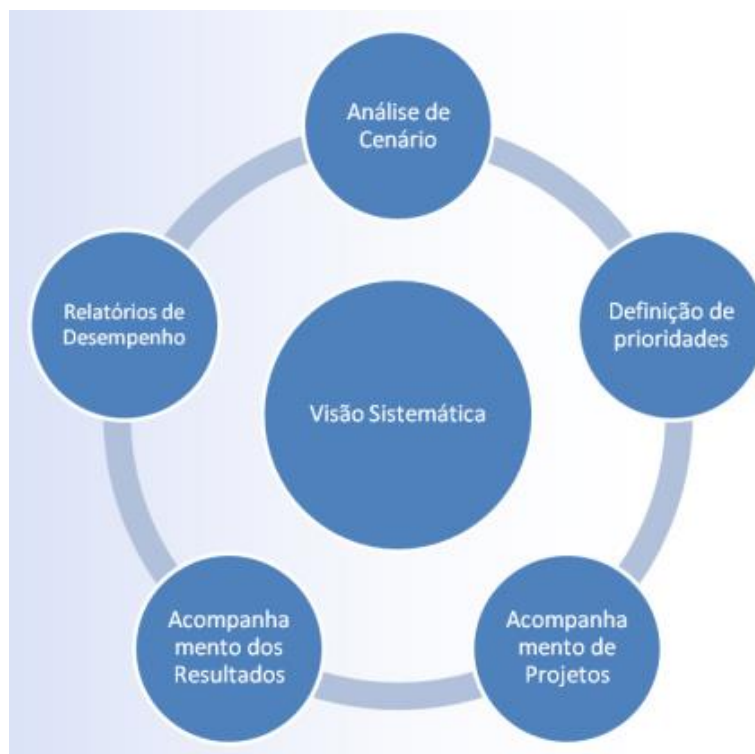 Análise de
Cenário
Definição de
prioridades
Relatórios de
Desempenho
Visão Sistemática
Acompanha
mento dos
Resultados
Acompanha
mento de
Projetos